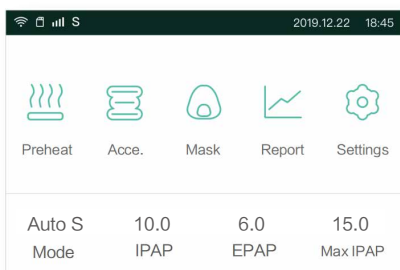 S 2019.12.22 18:45
Preheat Acce. Mask Report Settings
Auto S 10.0 6.0 15.0
Mode IPAP EPAP Max IPAP